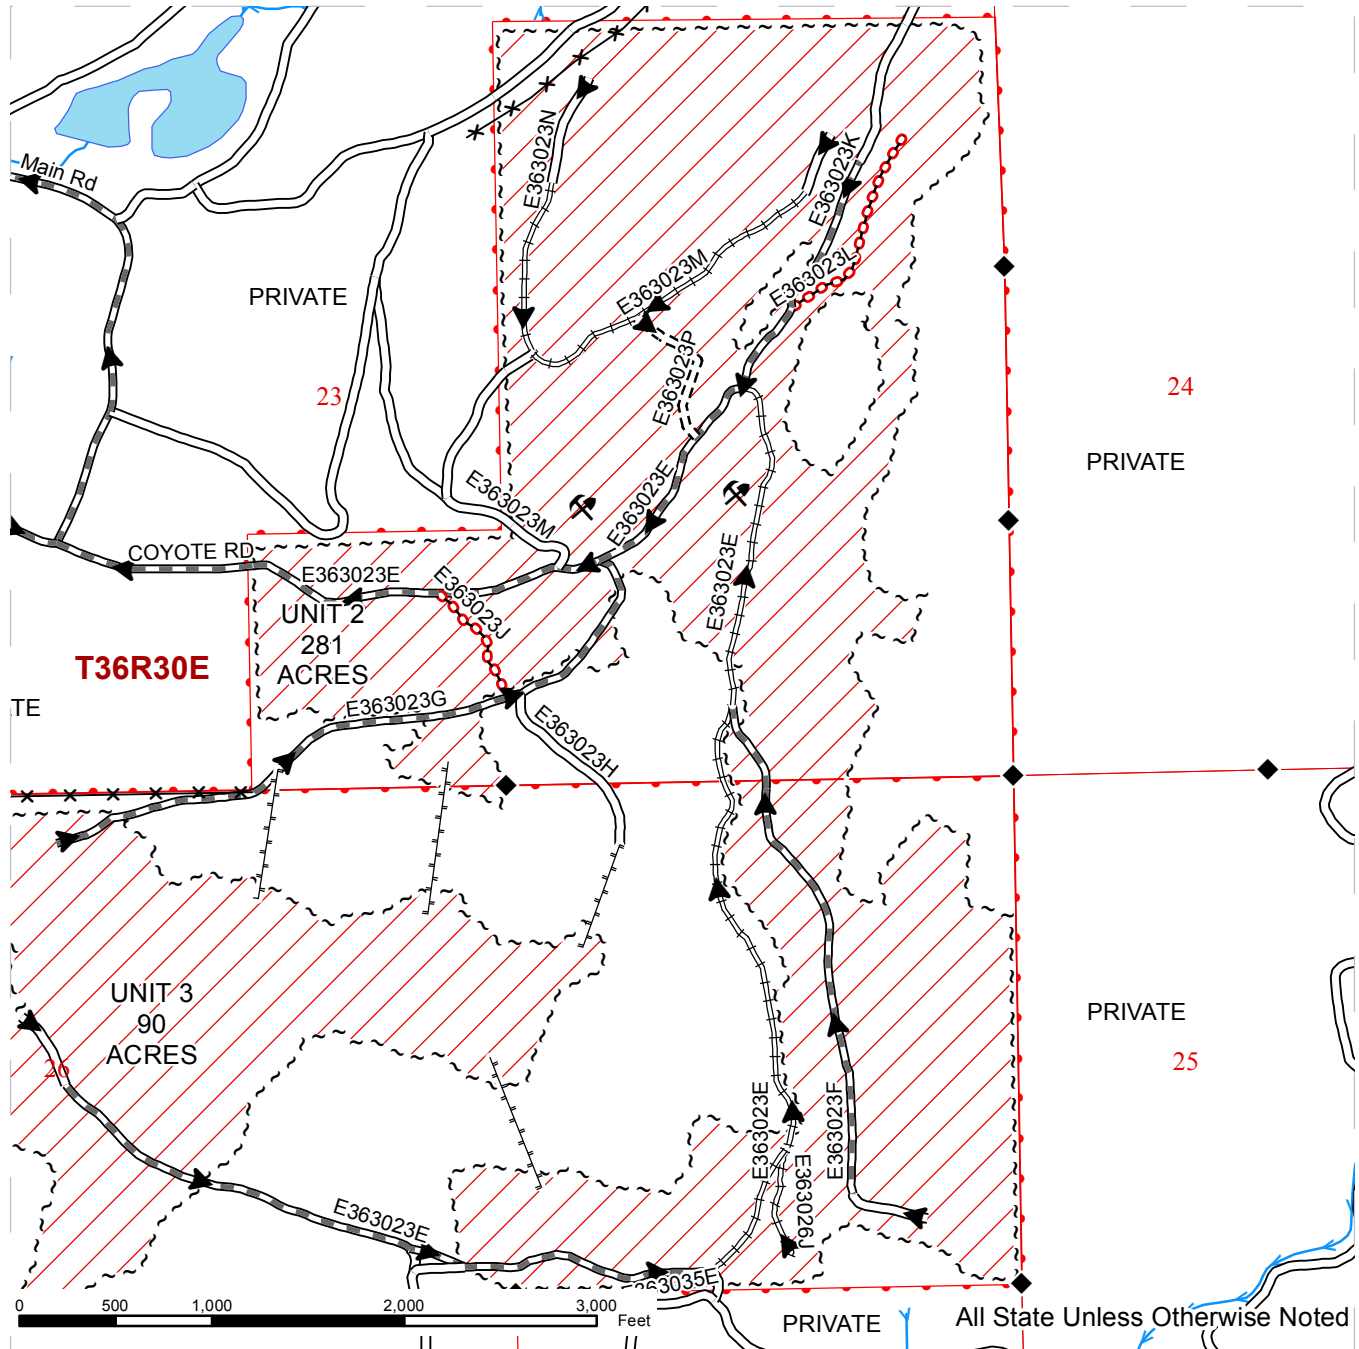 Main Rd
E363023N
E363023K
E363023L
E363023M
PRIVATE
E363023P
23
24
PRIVATE
E363023M
E363023E
COYOTE RD
E363023E
E363023J
E363023E
UNIT 2
281
ACRES
T36R30E
TE
E363023G
E363023H
UNIT 3
90
ACRES
26
PRIVATE
25
E363023E
E363023F
E363026J
E363023E
E363035E
0
500
1,000
2,000
3,000
Feet
PRIVATE
All State Unless Otherwise Noted